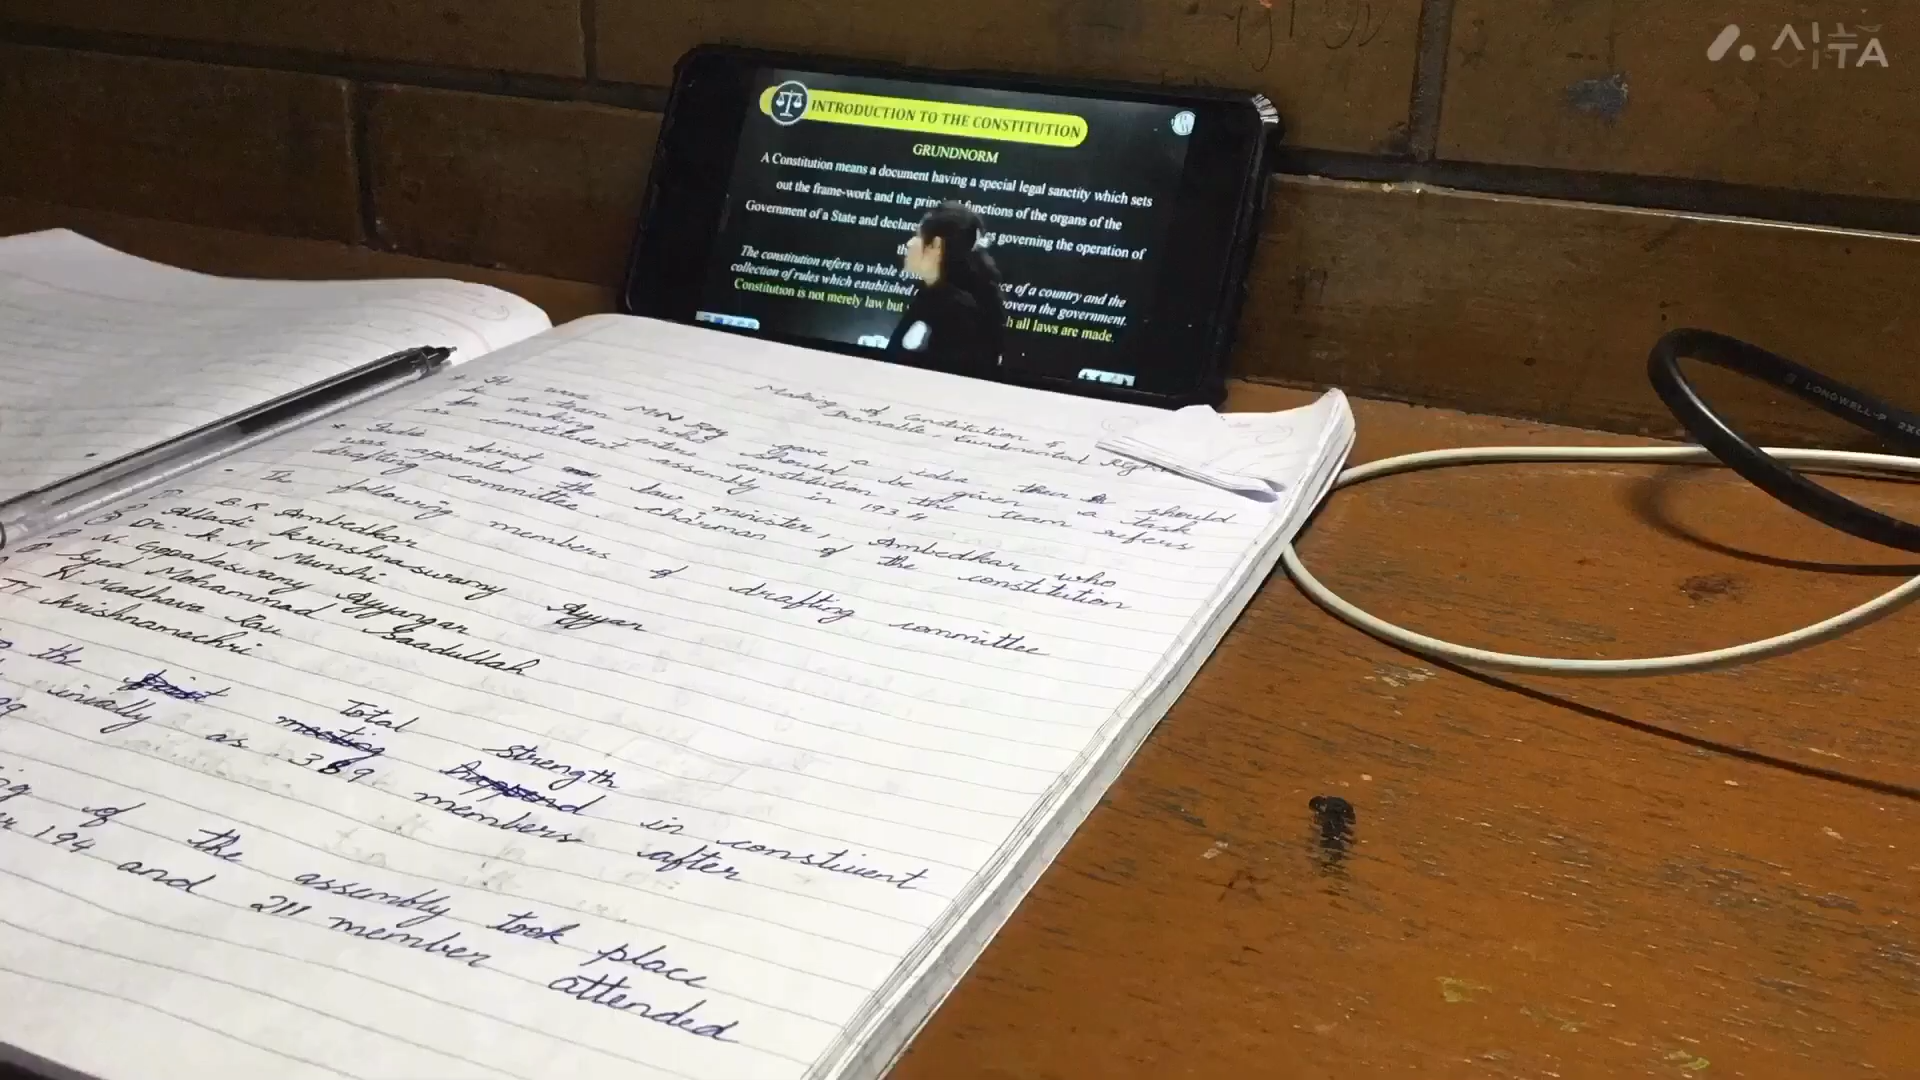 INTRODUCTION TO THE CONSTITUTION
GRUNDNORM
A Constitution means a document having a special legal sanctity which sets
out the frame-work and the functions of the organs of the
Government of a State and governing the operation of
The constitution refers to whole of a country and the
collection of rules which established govern the government.
Constitution is not merely law but all laws are made.
Making of Constitution &
Fundmental
It was MN Roy gave a idea should
be a team who should be given a task
for making entire constitution the team refers
as constituent assembly in 1934
India first law minister, Ambedkar who
was appointed the chairman of the constitution
drafting committee.
The following members of drafting committee
B R Ambedkar
Alladi Krinshnaswamy Ayyar
Dr. K M Munshi
N. Gopalaswamy Ayyangar
Syed Mohammad Saadullah
N Madhava Rau
TT Krishnamachri
the Total strength in constiuent
as 389 members after
of the assembly took place
194 and 211 member attended
LONGWELL-P
TA